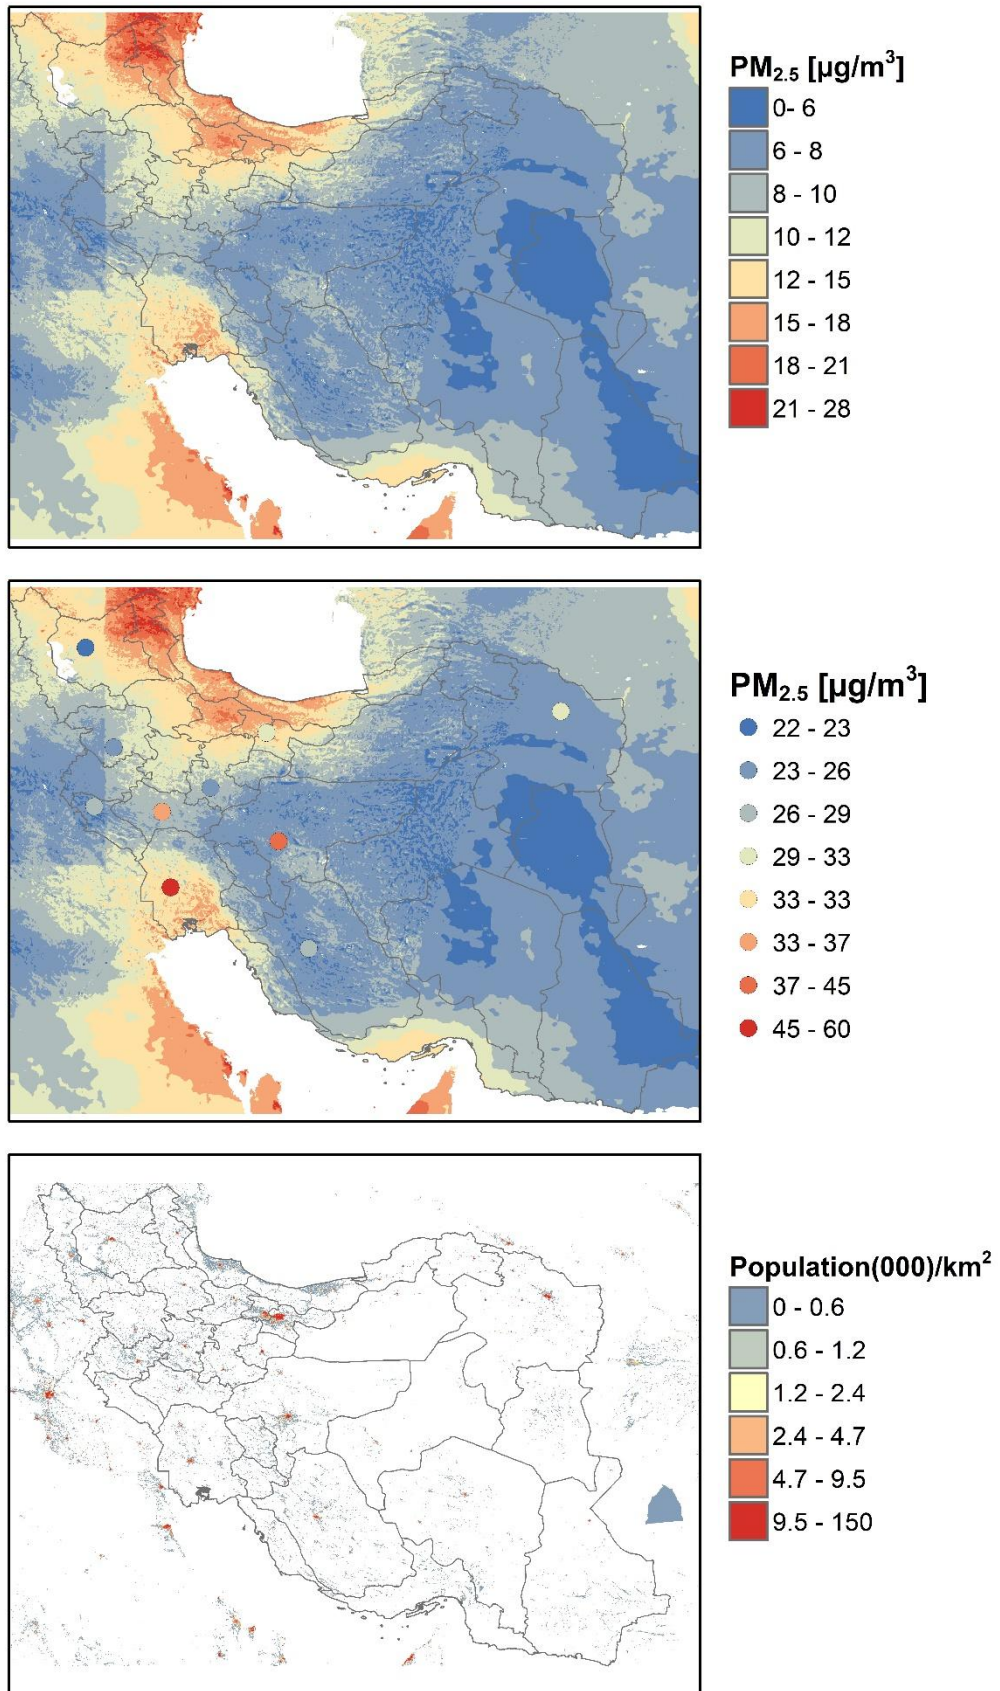 PM2.5 [µg/m³]
0- 6
6 - 8
8 - 10
10 - 12
12 - 15
15 - 18
18 - 21
21 - 28
PM2.5 [µg/m³]
22 - 23
23 - 26
26 - 29
29 - 33
33 - 33
33 - 37
37 - 45
45 - 60
Population(000)/km²
0 - 0.6
0.6 - 1.2
1.2 - 2.4
2.4 - 4.7
4.7 - 9.5
9.5 - 150